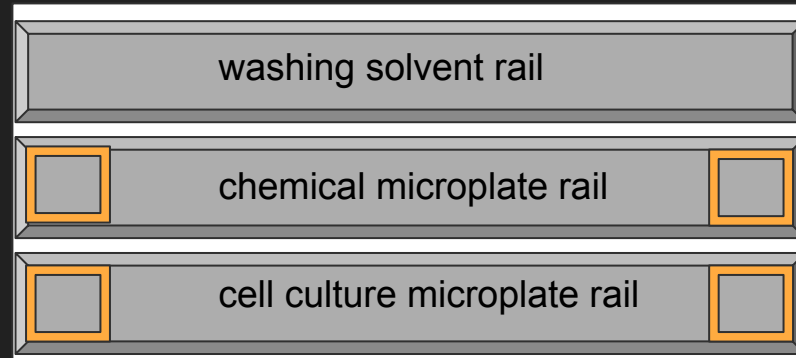 washing solvent rail
chemical microplate rail
cell culture microplate rail